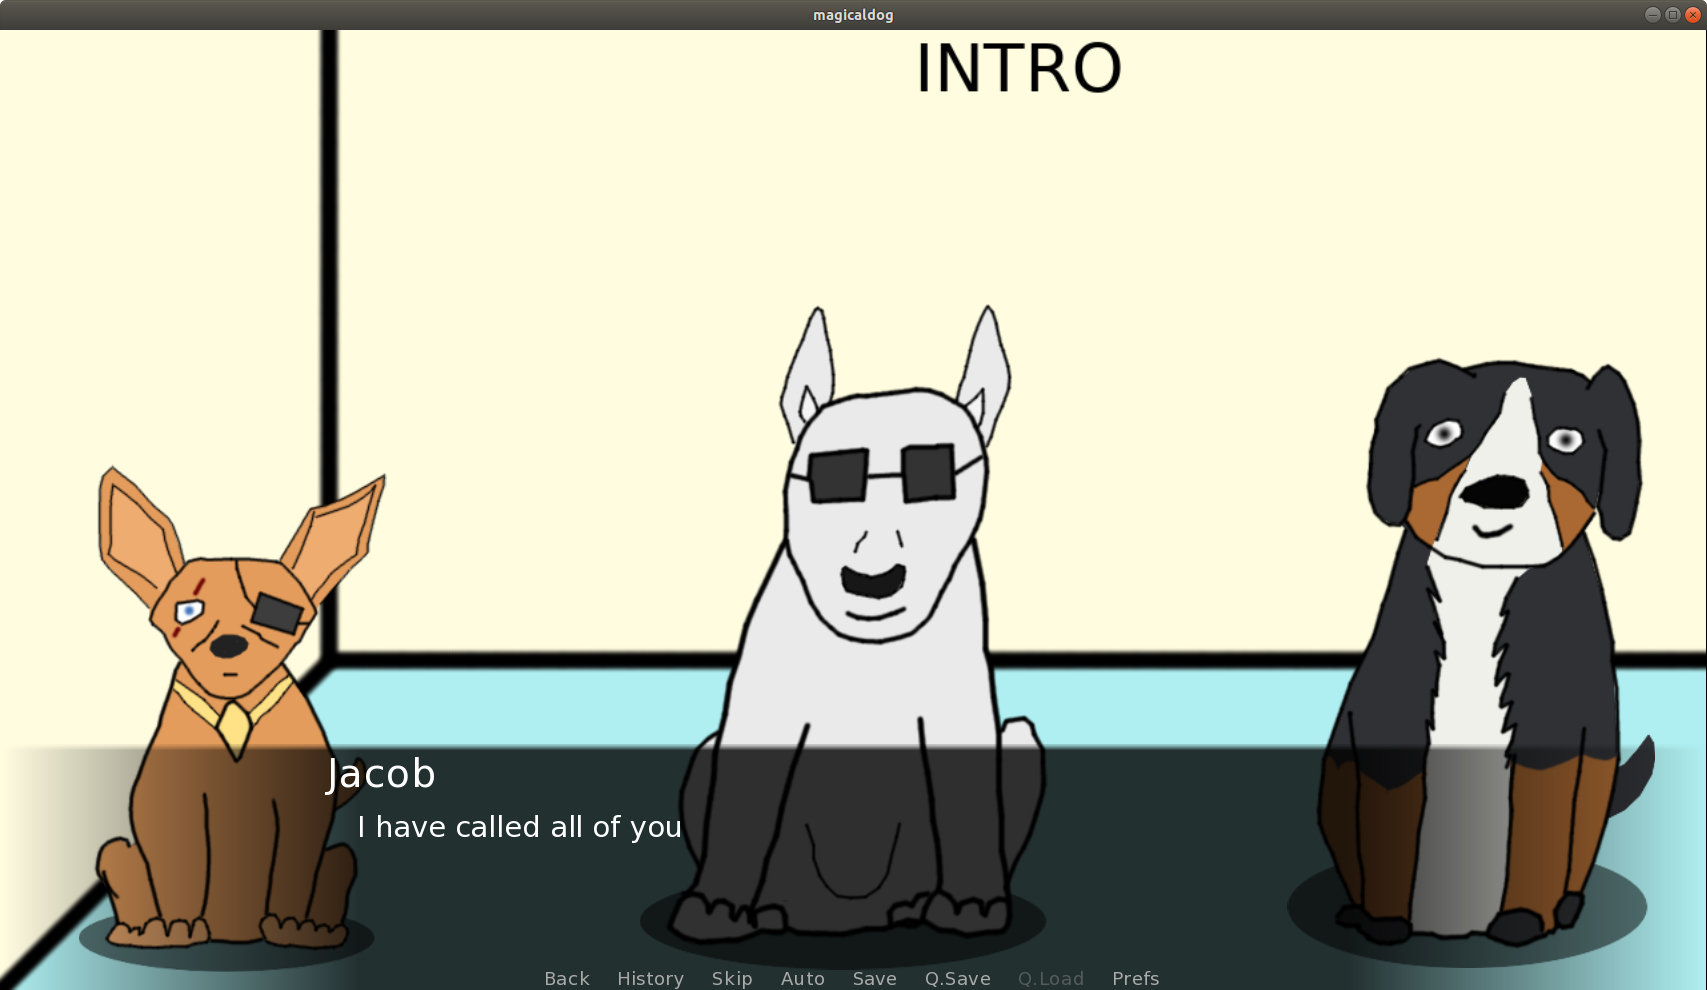 magicaldog
INTRO
Jacob
I have called all of you
Back History Skip Auto Save Q.Save Q.Load Prefs